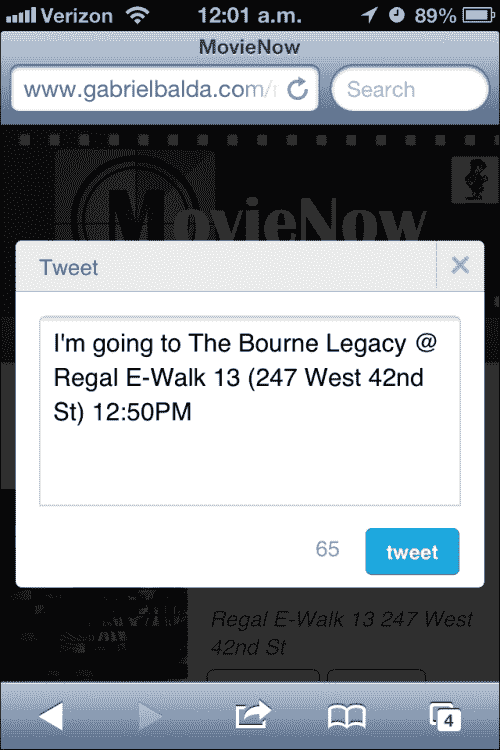 Verizon 12:01 a.m. 89%
MovieNow
www.gabrielbalda.com/ Search
MovieNow
Tweet
I'm going to The Bourne Legacy @
Regal E-Walk 13 (247 West 42nd
St) 12:50PM
65 tweet
Regal E-Walk 13 247 West
42nd St
4